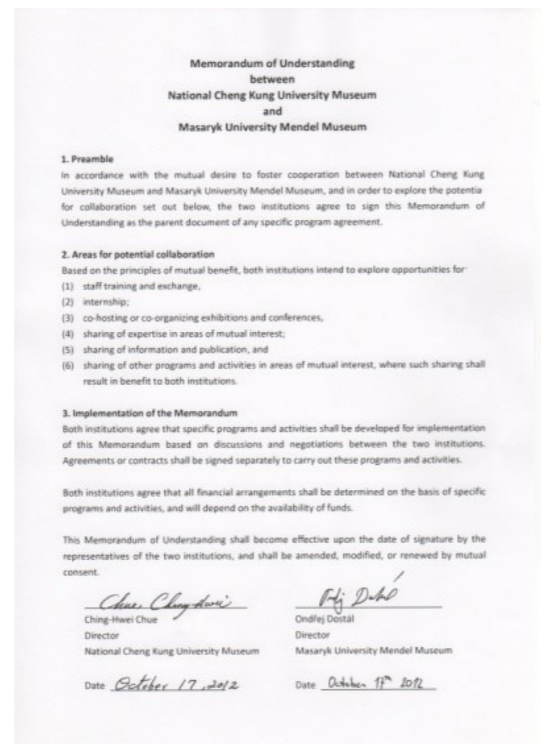 Memorandum of Understanding
between
National Cheng Kung University Museum
and
Masaryk University Mendel Museum
1. Preamble
In accordance with the mutual desire to foster cooperation between National Cheng Kung
University Museum and Masaryk University Mendel Museum, and in order to explore the potentia
for collaboration set out below, the two institutions agree to sign this Memorandum of
Understanding as the parent document of any specific program agreement.
2. Areas for potential collaboration
Based on the principles of mutual benefit, both institutions intend to explore opportunities for
(1) staff training and exchange,
(2) internship;
(3) co-hosting or co-organizing exhibitions and conferences,
(4) sharing of expertise in areas of mutual interest;
(5) sharing of information and publication, and
(6) sharing of other programs and activities in areas of mutual interest, where such sharing shall
result in benefit to both institutions.
3. Implementation of the Memorandum
Both institutions agree that specific programs and activities shall be developed for implementation
of this Memorandum based on discussions and negotiations between the two institutions.
Agreements or contracts shall be signed separately to carry out these programs and activities.
Both institutions agree that all financial arrangements shall be determined on the basis of specific
programs and activities, and will depend on the availability of funds.
This Memorandum of Understanding shall become effective upon the date of signature by the
representatives of the two institutions, and shall be amended, modified, or renewed by mutual
consent.
Chue, Ching-Hwei
Ching-Hwei Chue
Director
National Cheng Kung University Museum
Date October 17, 2012
Ondřej Dostál
Director
Masaryk University Mendel Museum
Date October 17th 2012